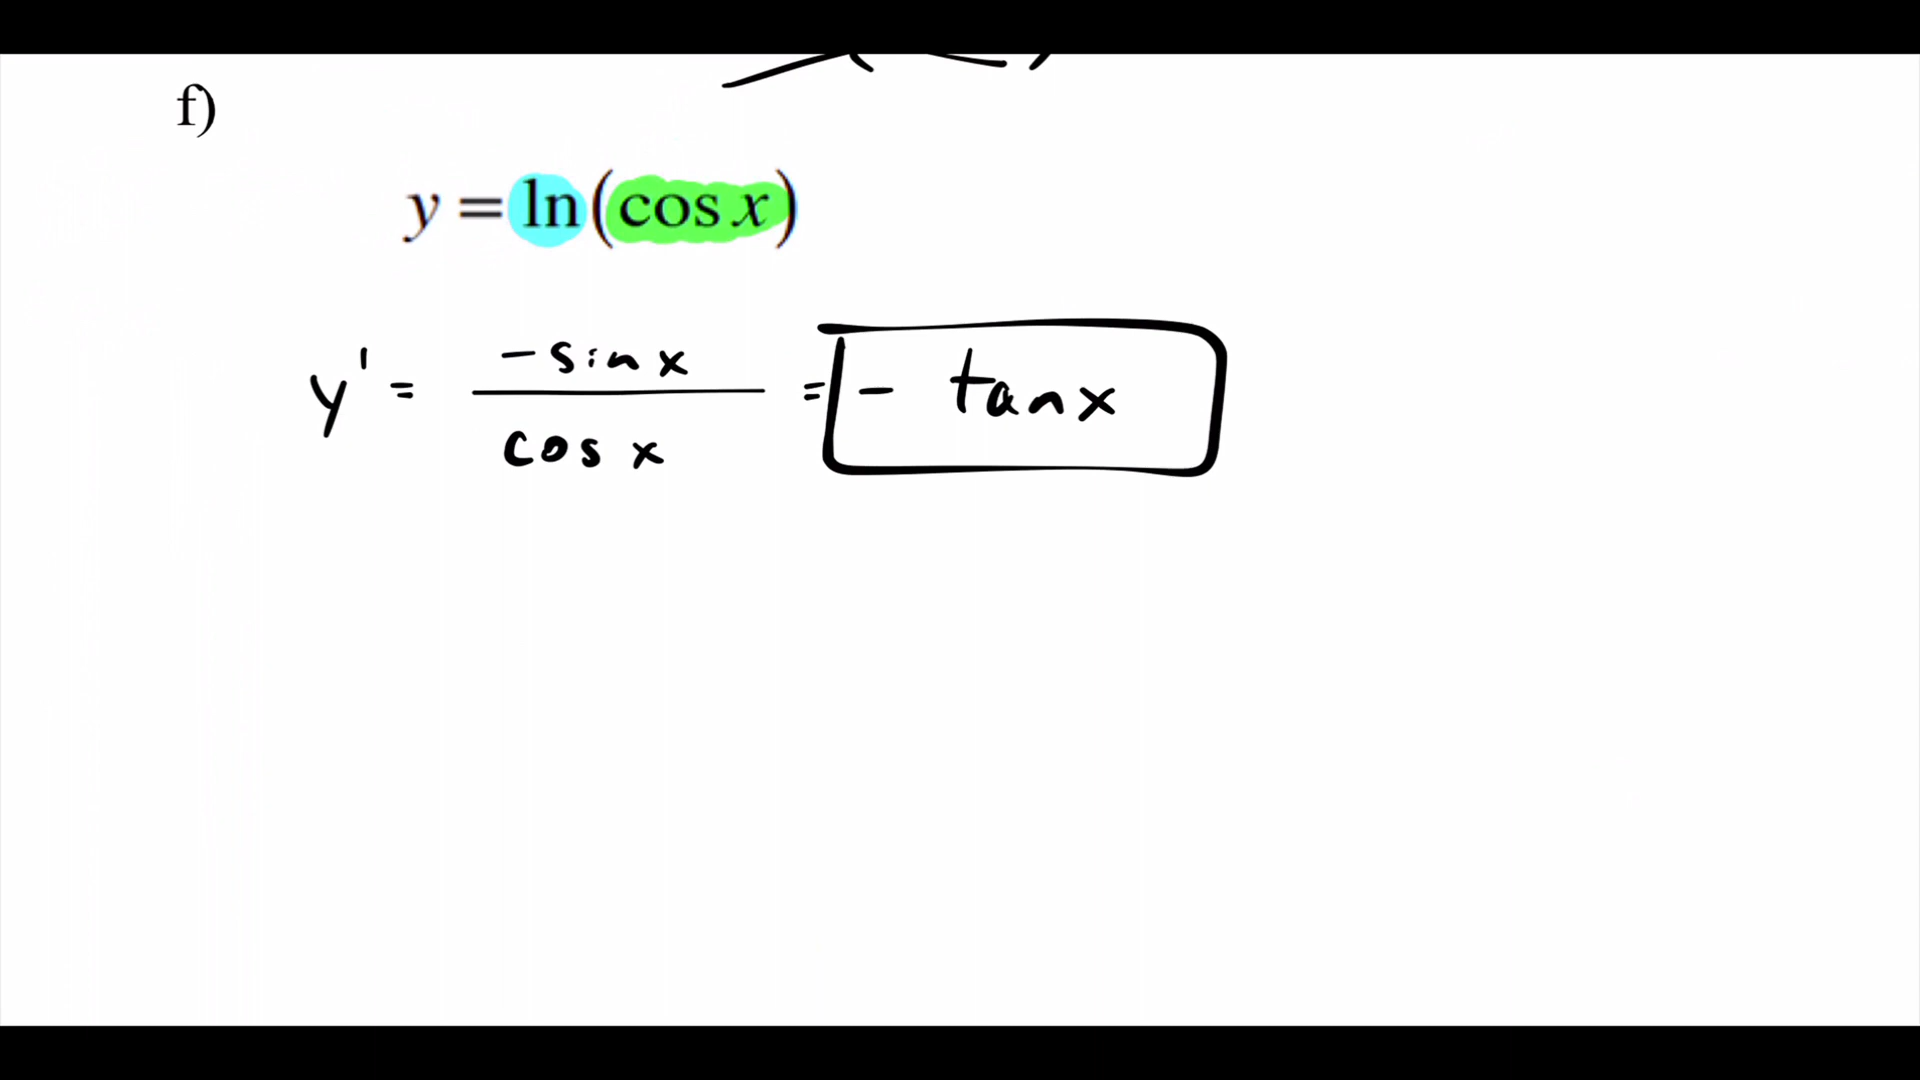 f)
y = ln(cos x)
y' = -sin x / cos x = - tan x